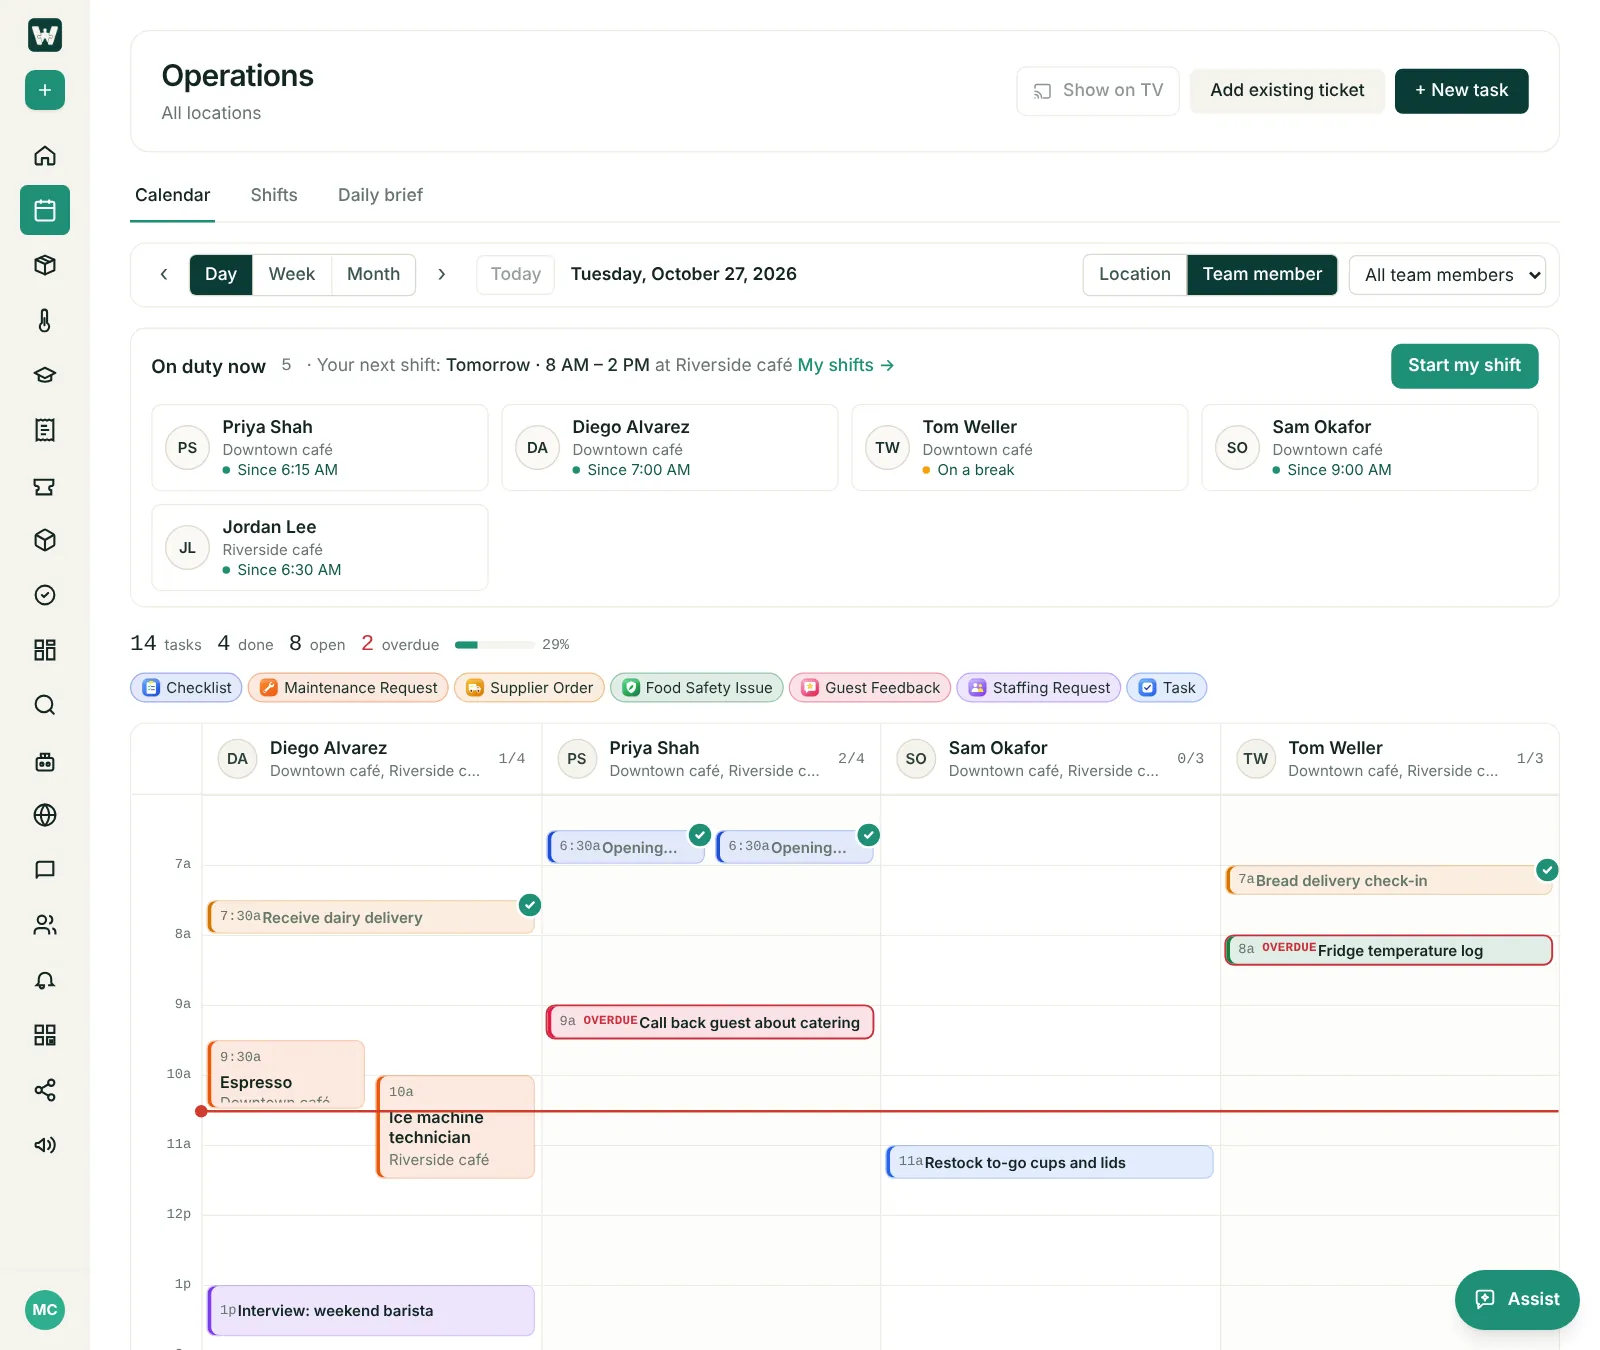 W
Operations
All locations
Show on TV
Add existing ticket
+ New task
Calendar
Shifts
Daily brief
Day
Week
Month
Today
Tuesday, October 27, 2026
Location
Team member
All team members
On duty now 5 · Your next shift: Tomorrow · 8 AM – 2 PM at Riverside café My shifts →
Start my shift
PS
Priya Shah
Downtown café
Since 6:15 AM
DA
Diego Alvarez
Downtown café
Since 7:00 AM
TW
Tom Weller
Downtown café
On a break
SO
Sam Okafor
Downtown café
Since 9:00 AM
JL
Jordan Lee
Riverside café
Since 6:30 AM
14 tasks 4 done 8 open 2 overdue 29%
Checklist
Maintenance Request
Supplier Order
Food Safety Issue
Guest Feedback
Staffing Request
Task
DA
Diego Alvarez
Downtown café, Riverside c...
1/4
PS
Priya Shah
Downtown café, Riverside c...
2/4
SO
Sam Okafor
Downtown café, Riverside c...
0/3
TW
Tom Weller
Downtown café, Riverside c...
1/3
6:30a Opening...
6:30a Opening...
7a
7a Bread delivery check-in
7:30a Receive dairy delivery
8a
8a OVERDUE Fridge temperature log
9a
9a OVERDUE Call back guest about catering
9:30a
Espresso
Downtown café
10a
10a
Ice machine
technician
Riverside café
11a
11a Restock to-go cups and lids
12p
1p
1p Interview: weekend barista
MC
Assist